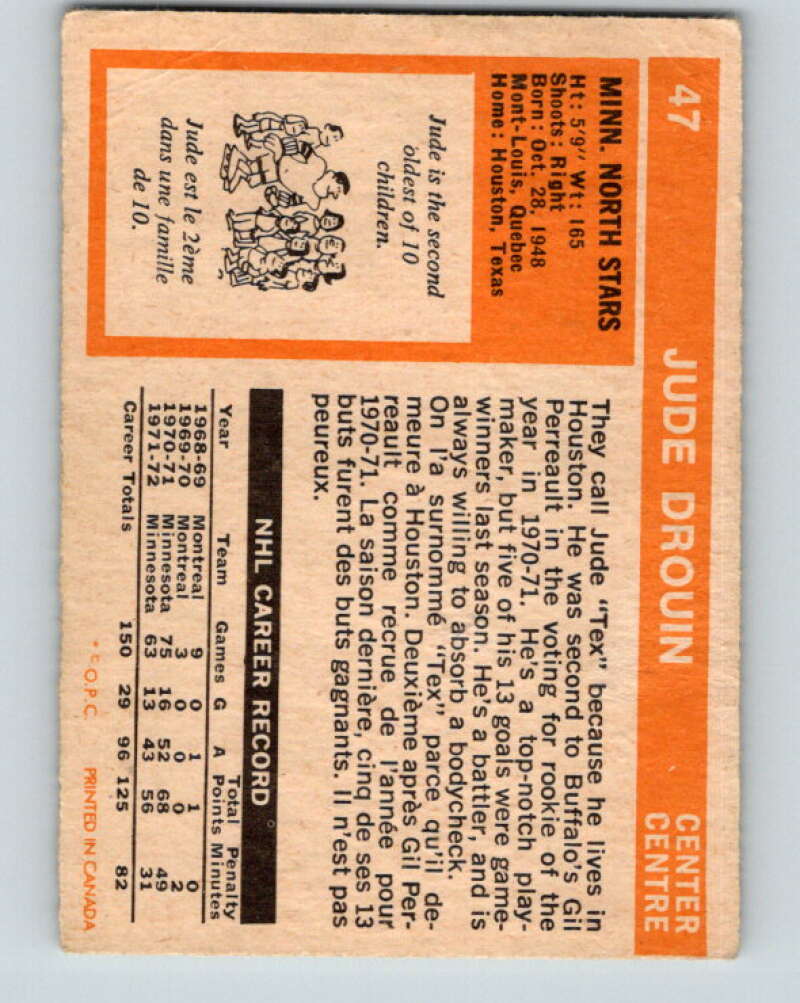 47 JUDE DROUIN CENTER
CENTRE
MINN. NORTH STARS
Ht: 5'9" Wt: 165
Shoots: Right
Born: Oct. 28, 1948
Mont-Louis, Quebec
Home: Houston, Texas
Jude is the second
oldest of 10
children.
Jude est le 2ème
dans une famille
de 10.
They call Jude "Tex" because he lives in
Houston. He was second to Buffalo's Gil
Perreault in the voting for rookie of the
year in 1970-71. He's a top-notch play-
maker, but five of his 13 goals were game-
winners last season. He's a battler, and is
always willing to absorb a bodycheck.
On l'a surnommé "Tex" parce qu'il de-
meure à Houston. Deuxième après Gil Per-
reault comme recrue de l'année pour
1970-71. La saison dernière, cinq de ses 13
buts furent des buts gagnants. Il n'est pas
peureux.
NHL CAREER RECORD
Year Team Games G A Total Points Penalty Minutes
1968-69 Montreal 9 0 1 1 0
1969-70 Montreal 3 0 0 0 2
1970-71 Minnesota 75 16 52 68 49
1971-72 Minnesota 63 13 43 56 31
Career Totals 150 29 96 125 82
* © O.P.C. PRINTED IN CANADA